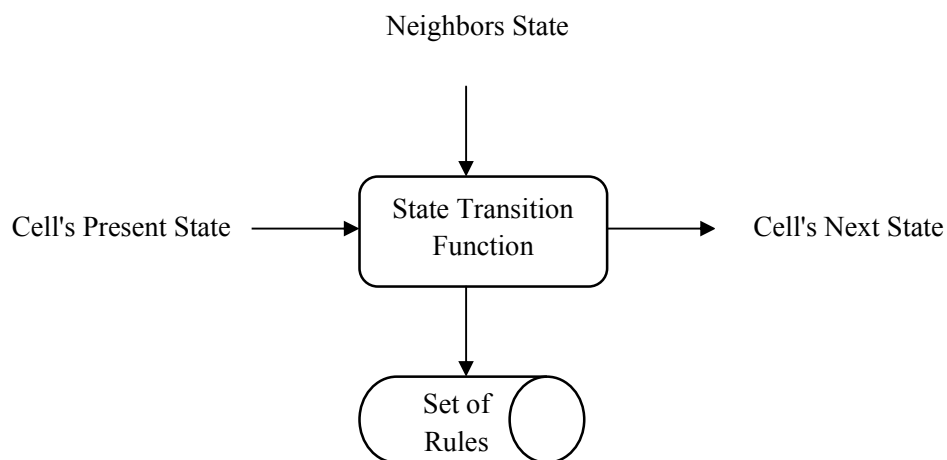 Neighbors State
Cell's Present State
State Transition
Function
Cell's Next State
Set of
Rules